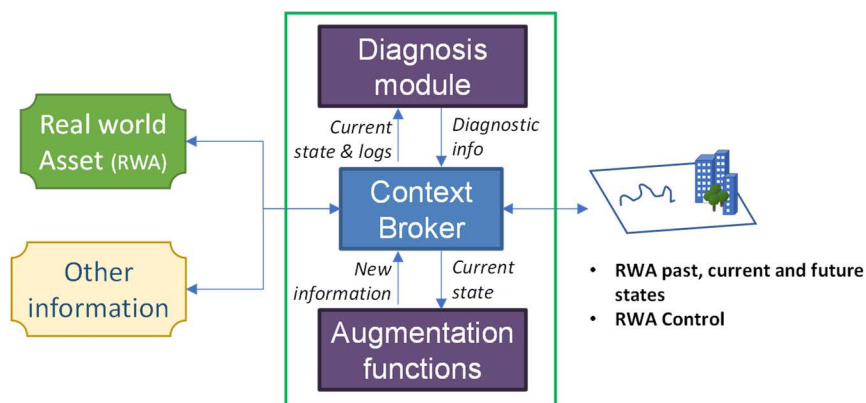 Diagnosis
module
Real world
Asset (RWA)
Current
state & logs
Diagnostic
info
Context
Broker
Other
information
New
information
Current
state
Augmentation
functions
• RWA past, current and future
states
• RWA Control